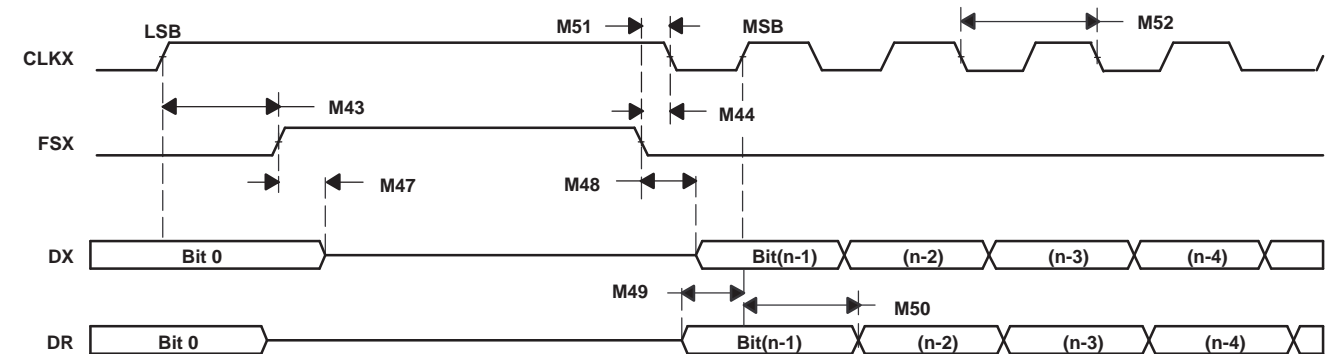 LSB M51 MSB M52
CLKX
M43 M44
FSX
M47 M48
DX Bit 0 Bit(n-1) (n-2) (n-3) (n-4)
M49 M50
DR Bit 0 Bit(n-1) (n-2) (n-3) (n-4)